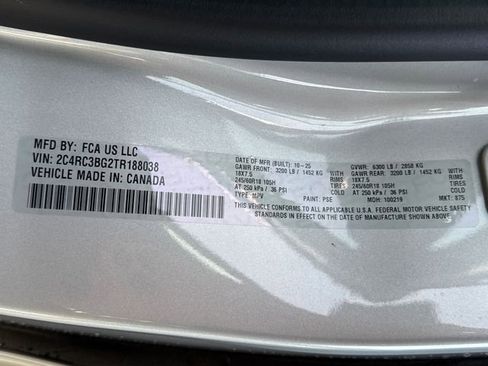 MFD BY: FCA US LLC
VIN: 2C4RC3BG2TR188038
VEHICLE MADE IN: CANADA
DATE OF MFR (BUILT): 10-25 GVWR: 6300 LB / 2858 KG
GAWR FRONT: 3200 LB / 1452 KG WITH GAWR REAR: 3200 LB / 1452 KG WITH
18X7.5 RIMS 18X7.5 RIMS
245/60R18 105H TIRES 245/60R18 105H TIRES
AT 250 kPa / 36 PSI AT 250 kPa / 36 PSI
TYPE: MPV PAINT: PSE MDH: 100219 MKT: 875
THIS VEHICLE CONFORMS TO ALL APPLICABLE U.S.A. FEDERAL MOTOR VEHICLE SAFETY
STANDARDS IN EFFECT ON THE DATE OF MANUFACTURE SHOWN ABOVE